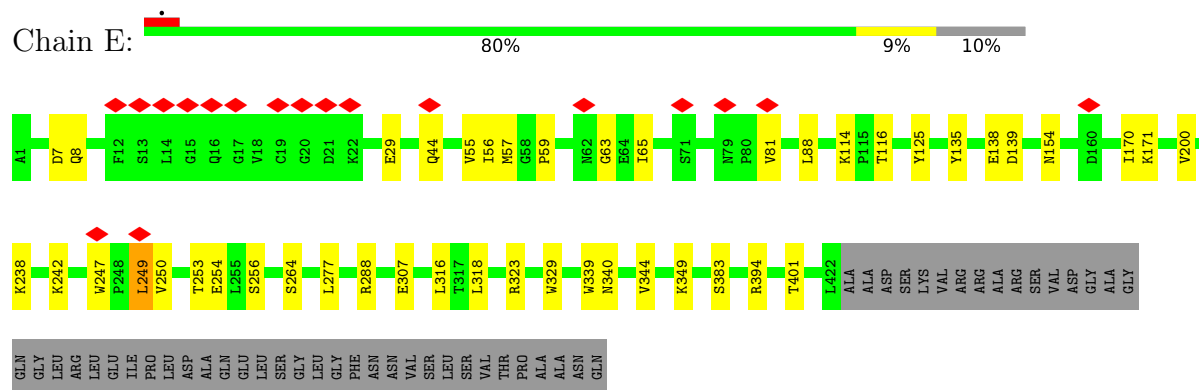 Chain E:
80% 9% 10%
A1 D7 Q8 F12 S13 L14 G15 Q16 G17 V18 C19 G20 D21 K22 E29 Q44 V55 I56 M57 G58 P59 N62 G63 E64 I65 S71 N79 P80 V81 L88 K114 P115 T116 Y125 Y135 E138 D139 N154 D160 I170 K171 V200
K238 K242 W247 P248 L249 V250 T253 E254 L255 S256 S264 L277 R288 E307 L316 T317 L318 R323 W329 W339 N340 V344 K349 S383 R394 T401 L422 ALA ALA ASP SER LYS VAL ARG ARG ALA ARG SER VAL ASP GLY ALA GLY
GLN GLY LEU ARG LEU GLU ILE PRO LEU ASP ALA GLN GLU LEU SER GLY LEU GLY PHE ASN ASN VAL SER LEU SER VAL THR PRO ALA ALA ASN GLN